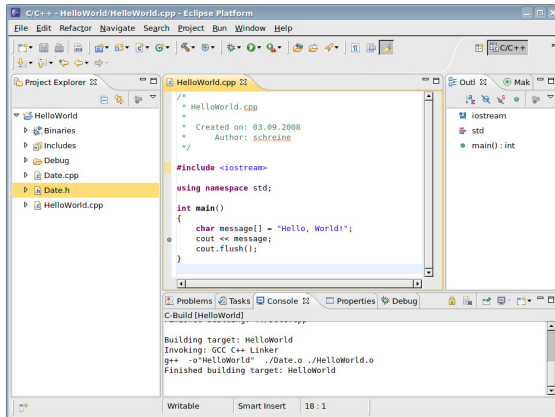 C/C++ - HelloWorld/HelloWorld.cpp - Eclipse Platform
File Edit Refactor Navigate Search Project Run Window Help
C/C++
Project Explorer
HelloWorld
Binaries
Includes
Debug
Date.cpp
Date.h
HelloWorld.cpp
HelloWorld.cpp
/*
* HelloWorld.cpp
*
* Created on: 03.09.2008
* Author: schreine
*/
#include <iostream>
using namespace std;
int main()
{
char message[] = "Hello, World!";
cout << message;
cout.flush();
}
Outl Mak
iostream
std
main() : int
Problems Tasks Console Properties Debug
C-Build [HelloWorld]
Building target: HelloWorld
Invoking: GCC C++ Linker
g++ -o"HelloWorld" ./Date.o ./HelloWorld.o
Finished building target: HelloWorld
Writable Smart Insert 18 : 1